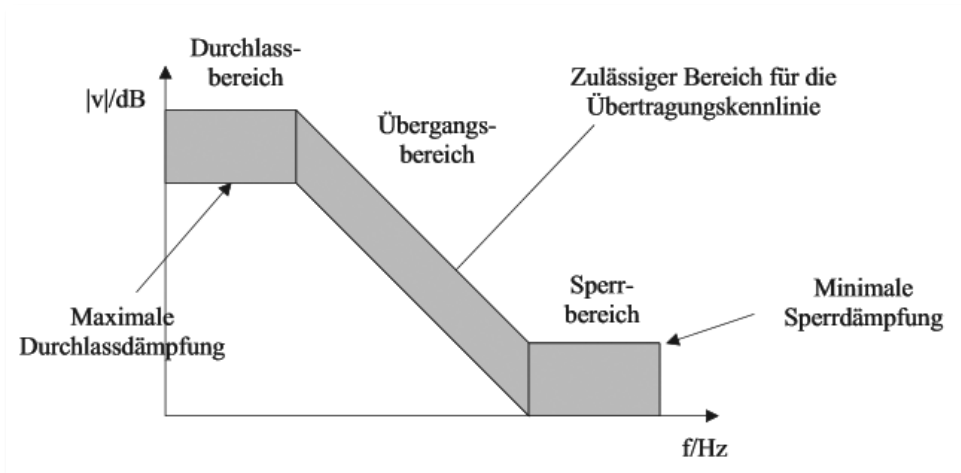 Durchlass-
bereich
|v|/dB
Zulässiger Bereich für die
Übertragungskennlinie
Übergangs-
bereich
Sperr-
bereich
Minimale
Sperrdämpfung
Maximale
Durchlassdämpfung
f/Hz